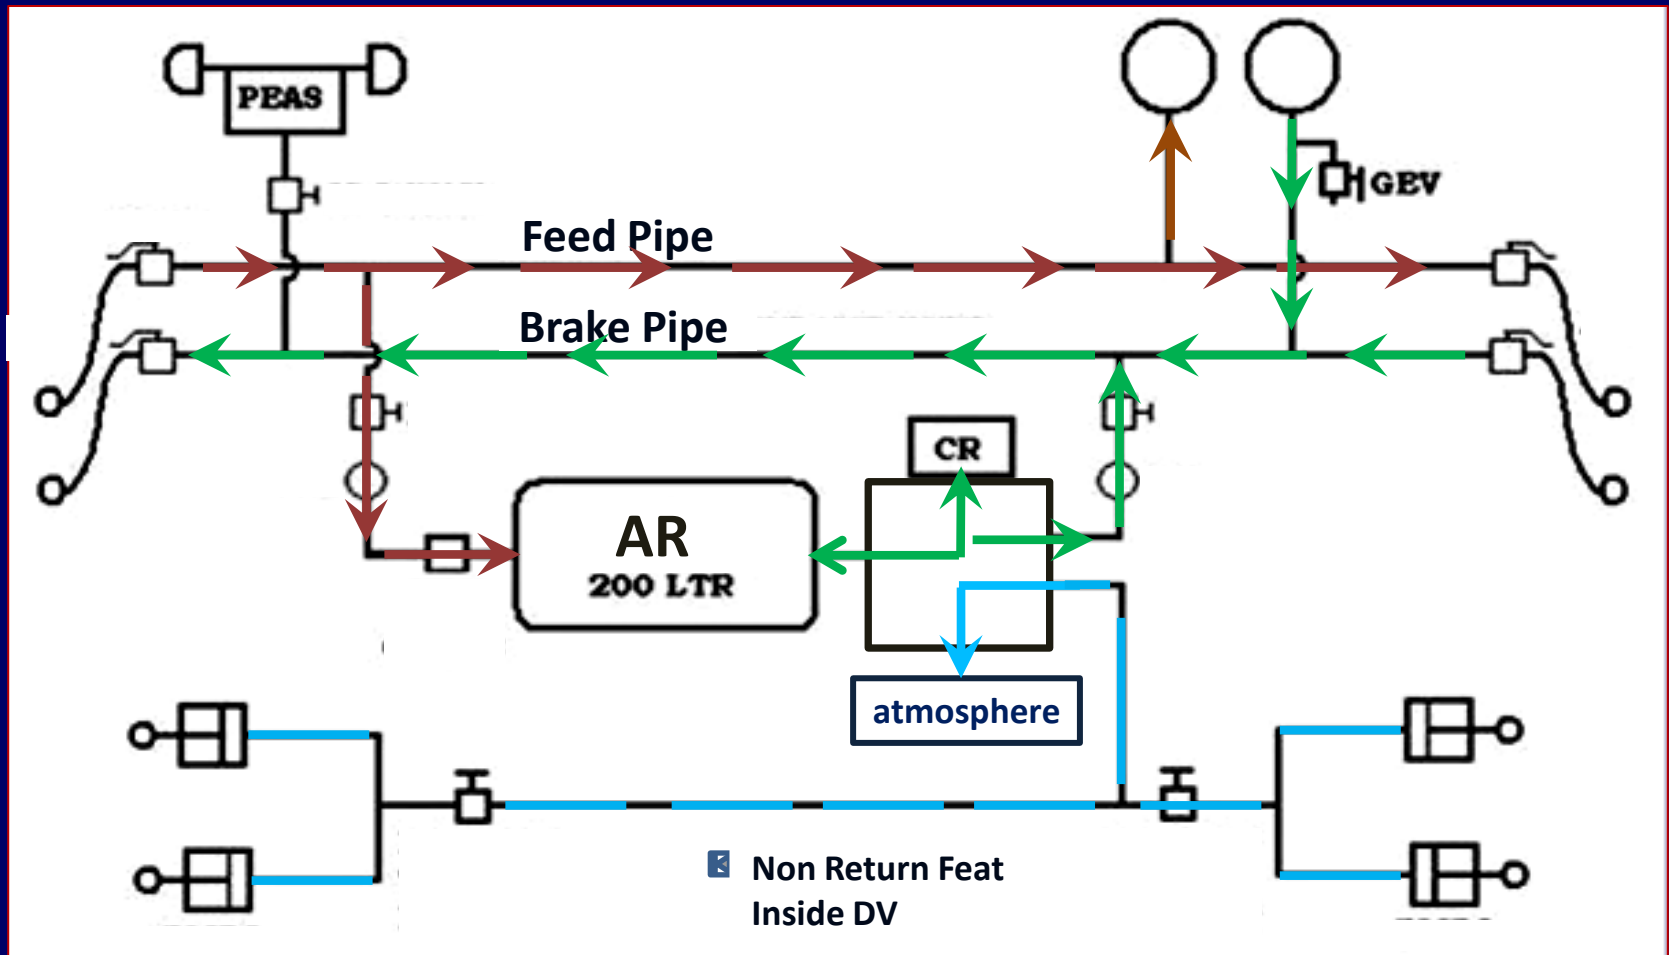 PEAS
GEV
Feed Pipe
Brake Pipe
CR
AR
200 LTR
atmosphere
Non Return Feat
Inside DV